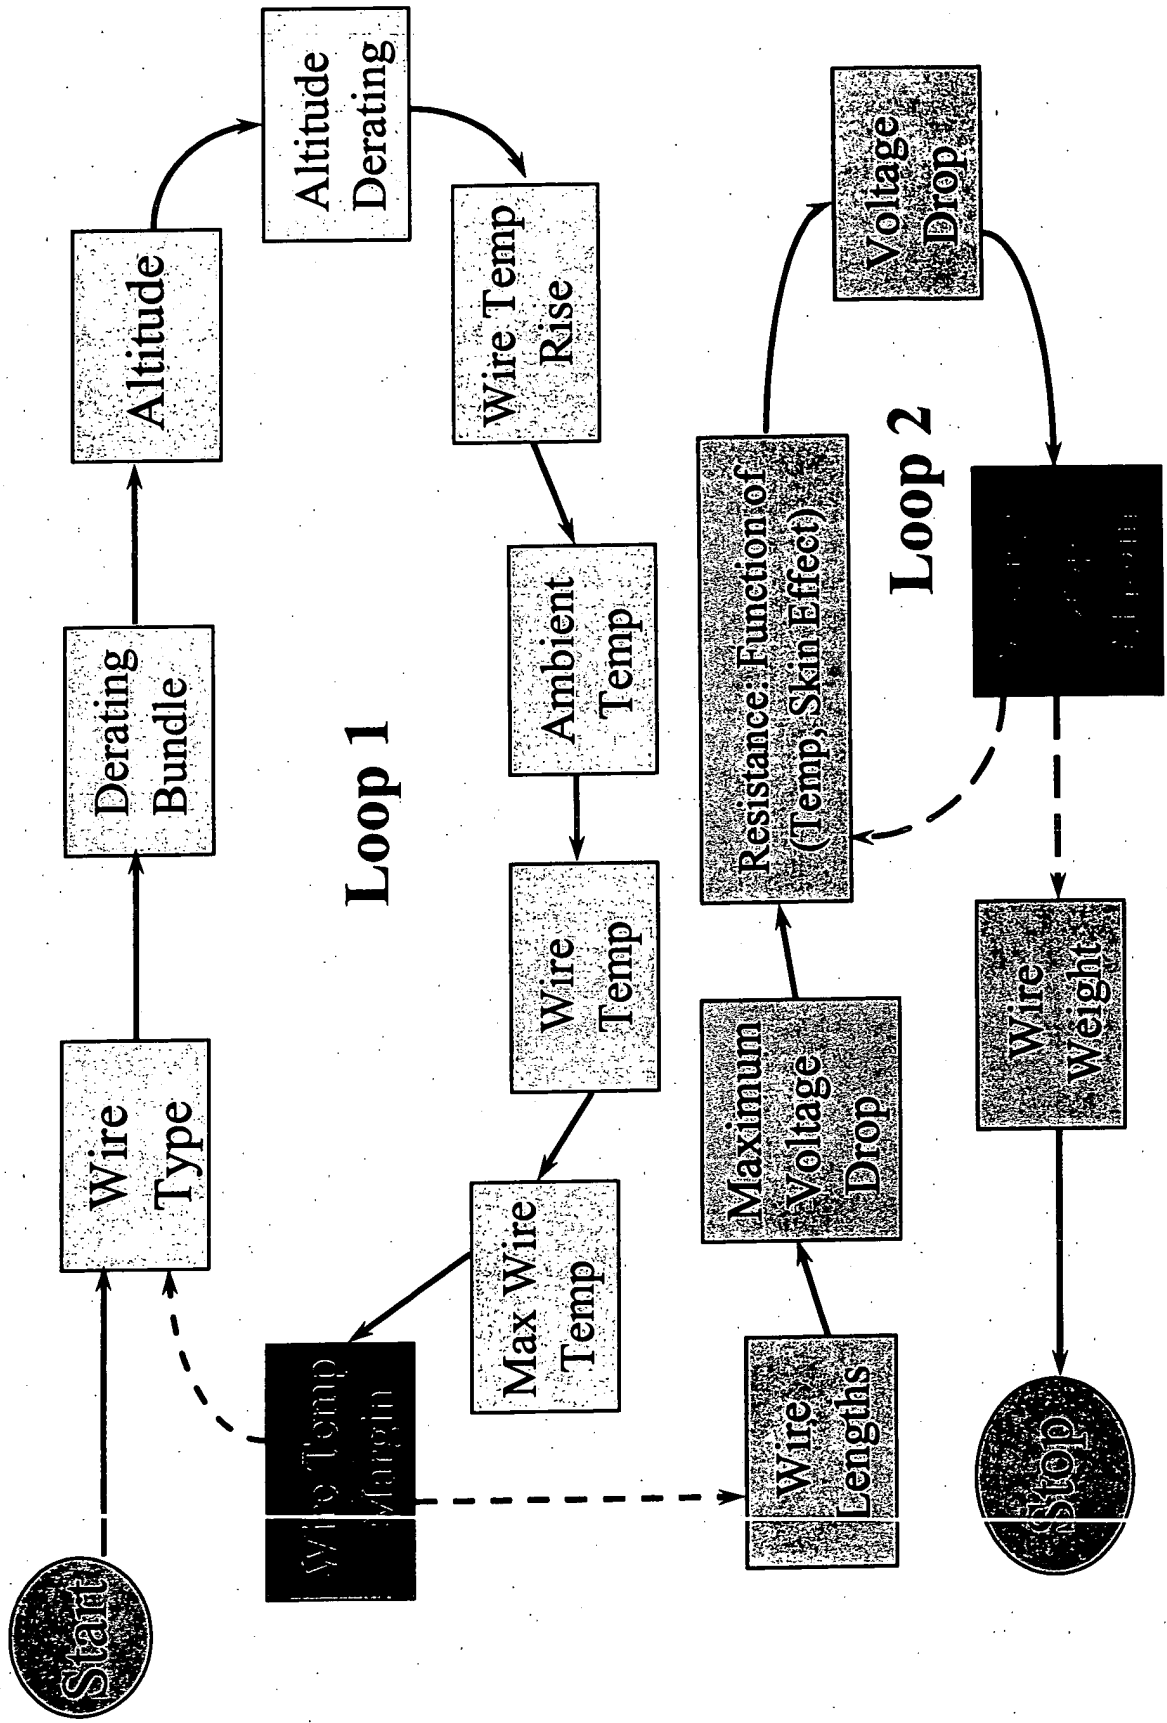 Start
Wire
Type
Derating
Bundle
Altitude
Altitude
Derating
Wire Temp
Rise
Ambient
Temp
Wire
Temp
Max Wire
Temp
Wire Temp
Margin
Loop 1
Wire
Lengths
Maximum
Voltage
Drop
Resistance: Function of
(Temp, Skin Effect)
Voltage
Drop
Loop 2
Wire
Weight
Stop